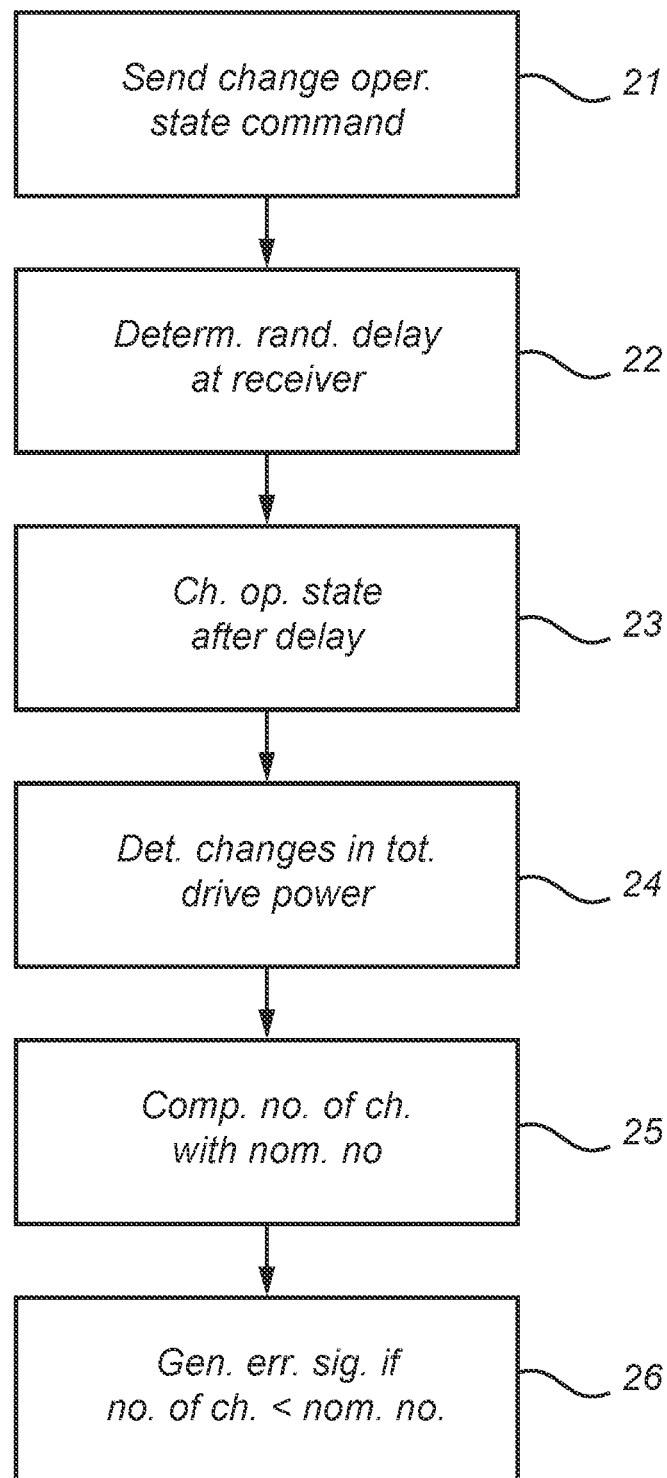 Send change oper.
state command
21
Determ. rand. delay
at receiver
22
Ch. op. state
after delay
23
Det. changes in tot.
drive power
24
Comp. no. of ch.
with nom. no
25
Gen. err. sig. if
no. of ch. < nom. no.
26